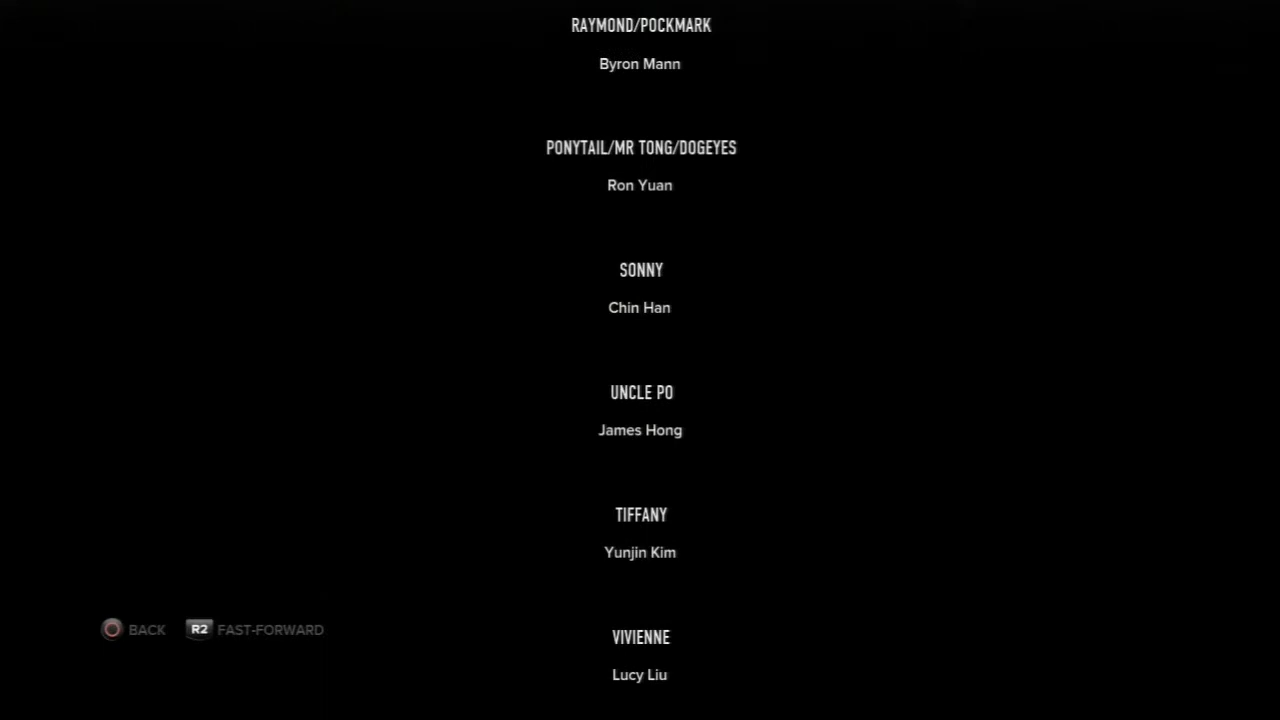 RAYMOND/POCKMARK
Byron Mann
PONYTAIL/MR TONG/DOGEYES
Ron Yuan
SONNY
Chin Han
UNCLE PO
James Hong
TIFFANY
Yunjin Kim
BACK R2 FAST-FORWARD
VIVIENNE
Lucy Liu